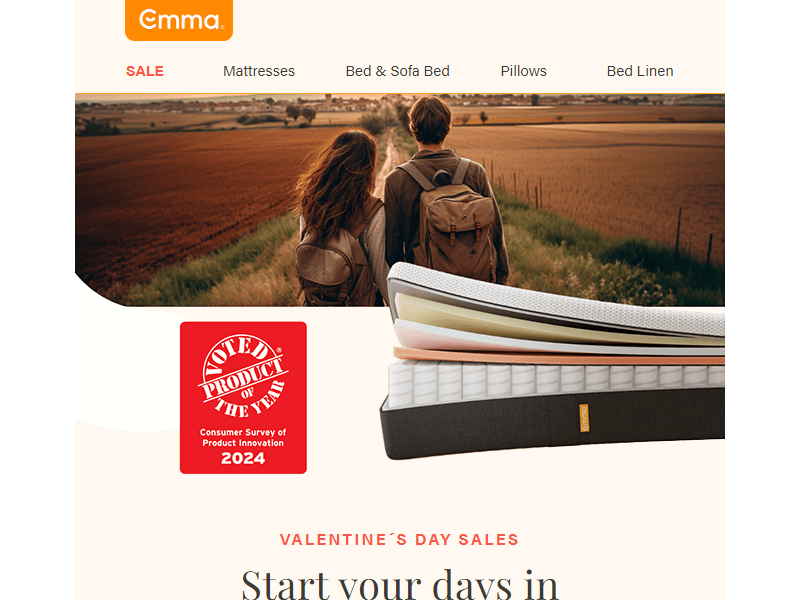 Emma
SALE Mattresses Bed & Sofa Bed Pillows Bed Linen
VOTED
PRODUCT
OF
THE YEAR
Consumer Survey of
Product Innovation
2024
Emma
VALENTINE´S DAY SALES
Start your days in